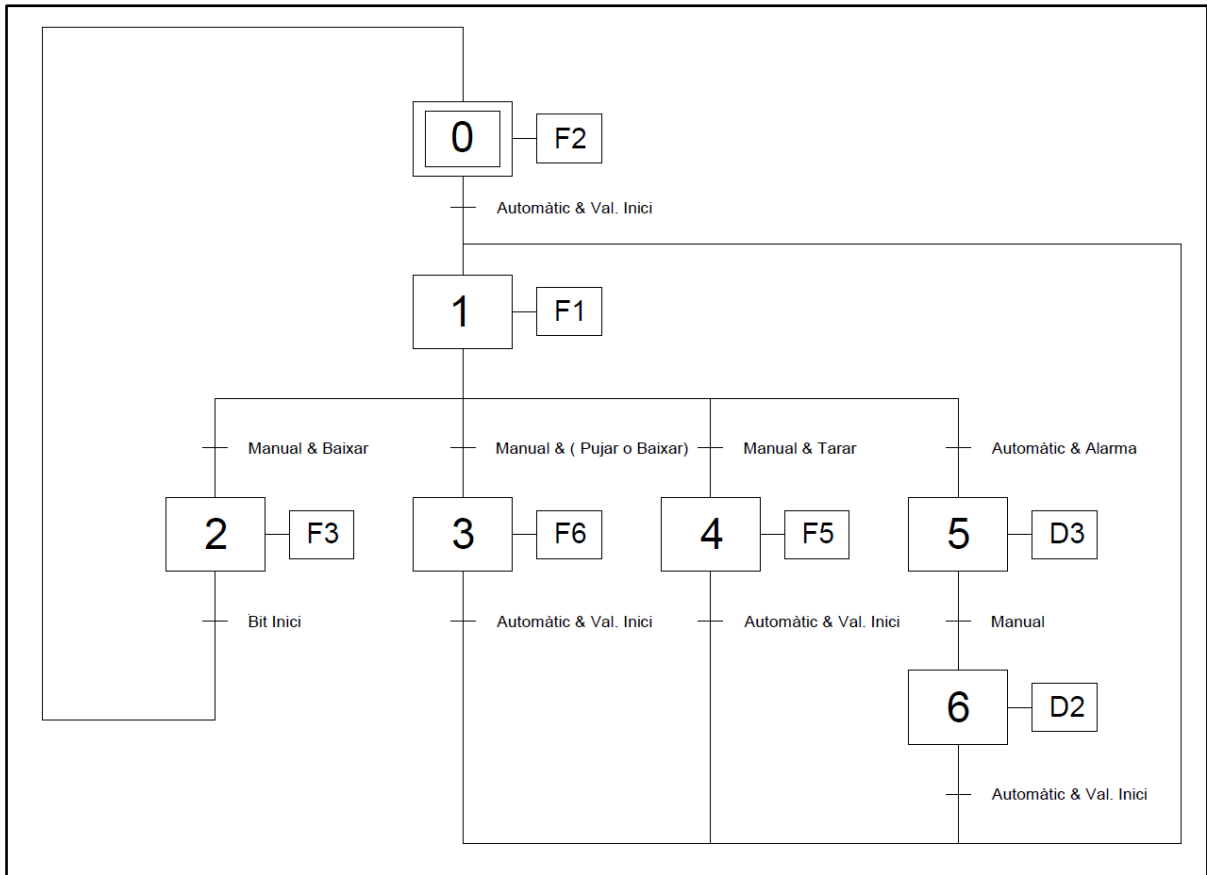 0
F2
Automàtic & Val. Inici
1
F1
Manual & Baixar
Manual & ( Pujar o Baixar)
Manual & Tarar
Automàtic & Alarma
2
F3
3
F6
4
F5
5
D3
Bit Inici
Automàtic & Val. Inici
Automàtic & Val. Inici
Manual
6
D2
Automàtic & Val. Inici